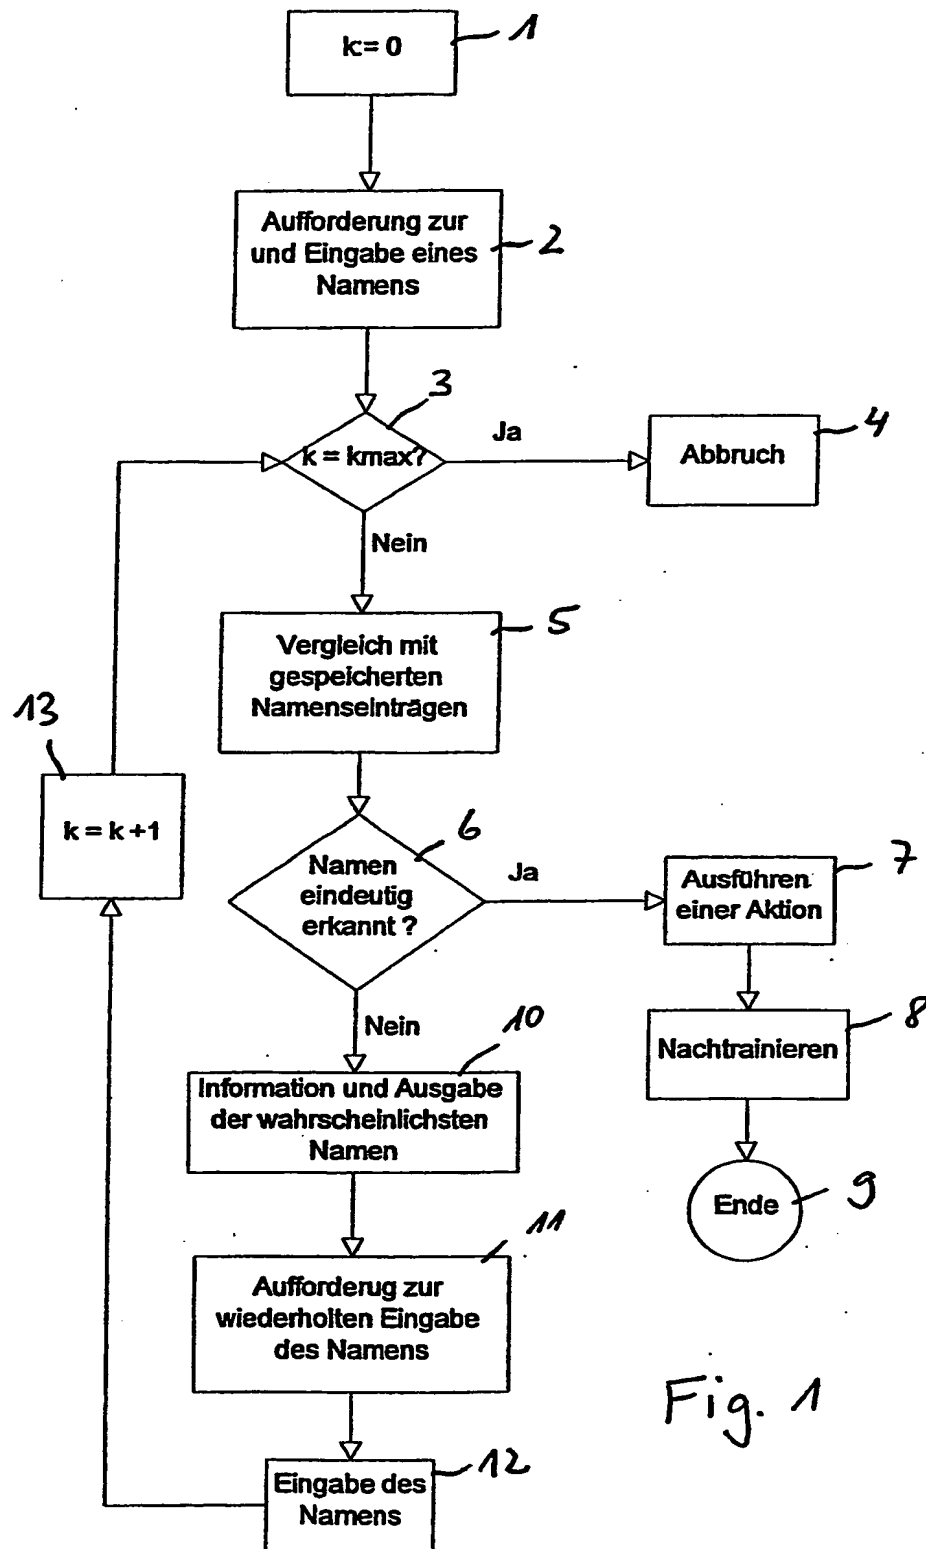 k:= 0
1
Aufforderung zur
und Eingabe eines
Namens
2
3
k = kmax?
Ja
Abbruch
4
Nein
Vergleich mit
gespeicherten
Namenseinträgen
5
13
k = k +1
6
Namen
eindeutig
erkannt ?
Ja
Ausführen
einer Aktion
7
Nein
Nachtrainieren
8
10
Information und Ausgabe
der wahrscheinlichsten
Namen
Ende
9
11
Aufforderug zur
wiederholten Eingabe
des Namens
12
Eingabe des
Namens
Fig. 1